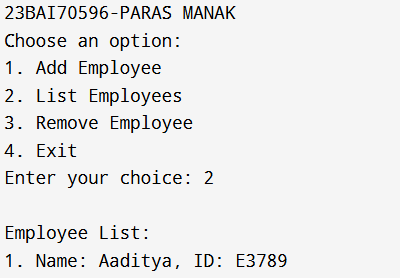 23BAI70596-PARAS MANAK
Choose an option:
1. Add Employee
2. List Employees
3. Remove Employee
4. Exit
Enter your choice: 2
Employee List:
1. Name: Aaditya, ID: E3789